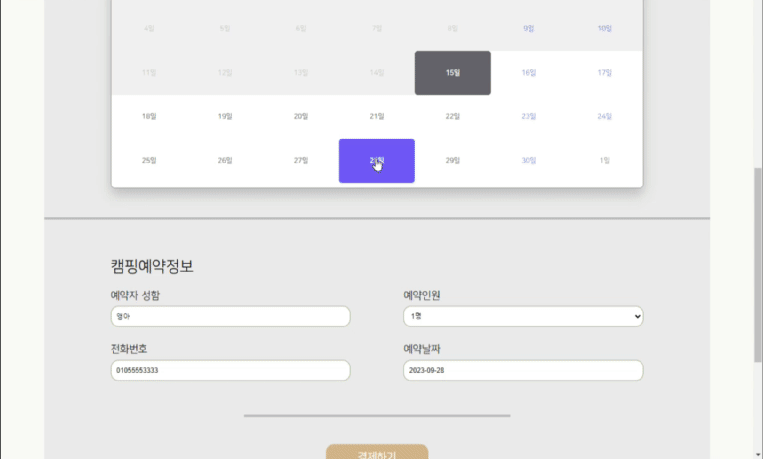 4일 5일 6일 7일 8일 9일 10일
11일 12일 13일 14일 15일 16일 17일
18일 19일 20일 21일 22일 23일 24일
25일 26일 27일 28일 29일 30일 1일
캠핑예약정보
예약자 성함 예약인원
영아 1명
전화번호 예약날짜
01055553333 2023-09-28
결제하기